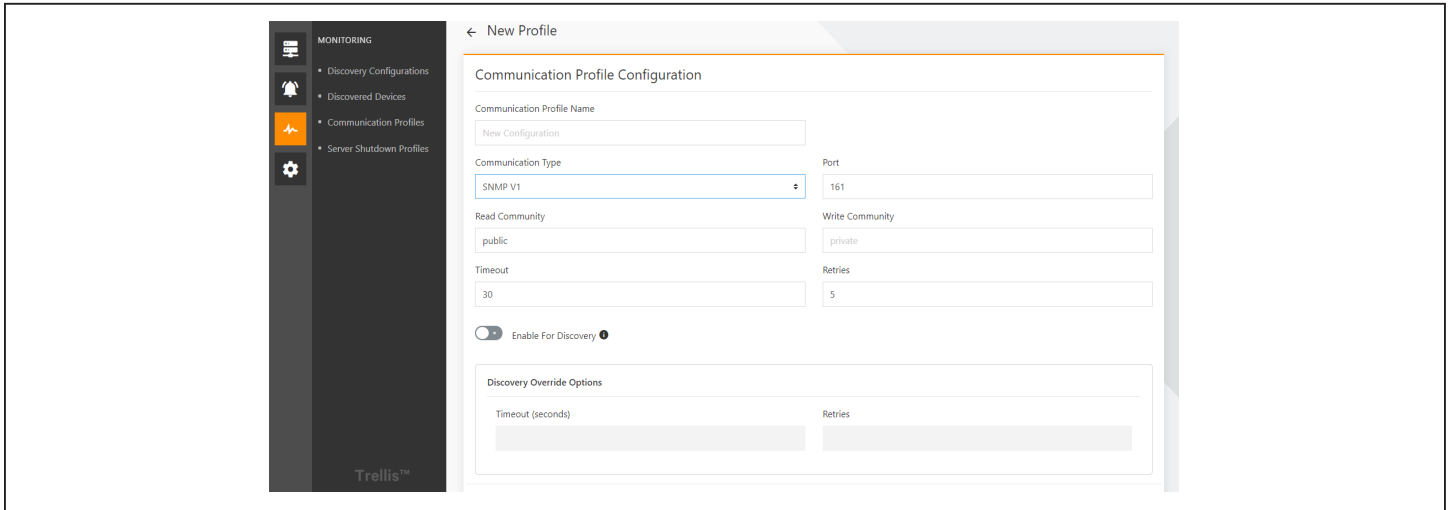 MONITORING
Discovery Configurations
Discovered Devices
Communication Profiles
Server Shutdown Profiles
Trellis™
← New Profile
Communication Profile Configuration
Communication Profile Name
New Configuration
Communication Type
Port
SNMP V1
161
Read Community
Write Community
public
private
Timeout
Retries
30
5
Enable For Discovery
Discovery Override Options
Timeout (seconds)
Retries